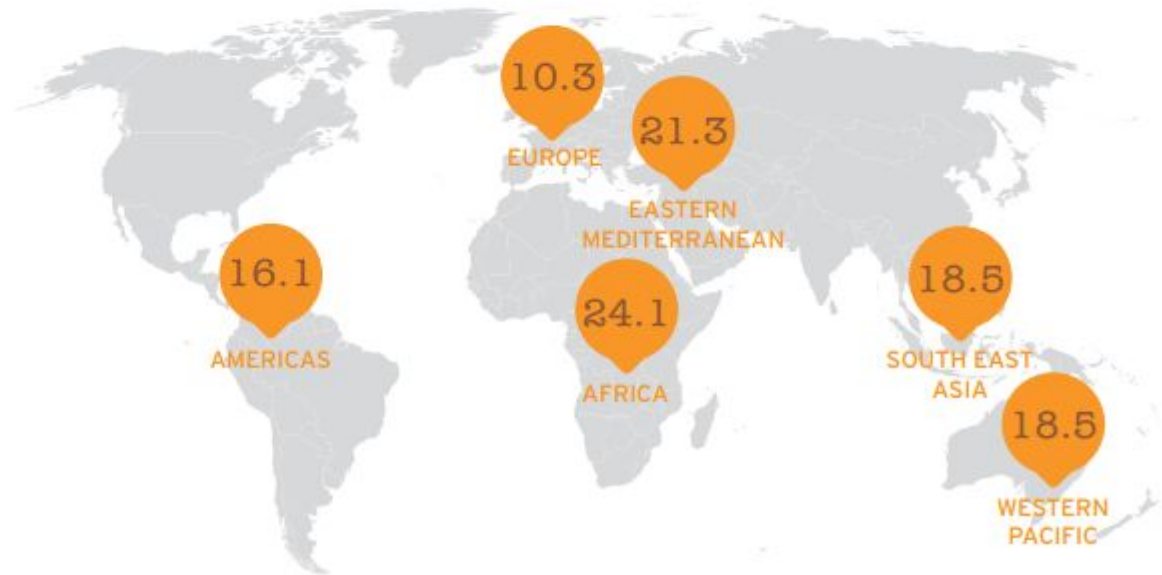 10.3
EUROPE
21.3
EASTERN
MEDITERRANEAN
16.1
AMERICAS
24.1
AFRICA
18.5
SOUTH EAST
ASIA
18.5
WESTERN
PACIFIC